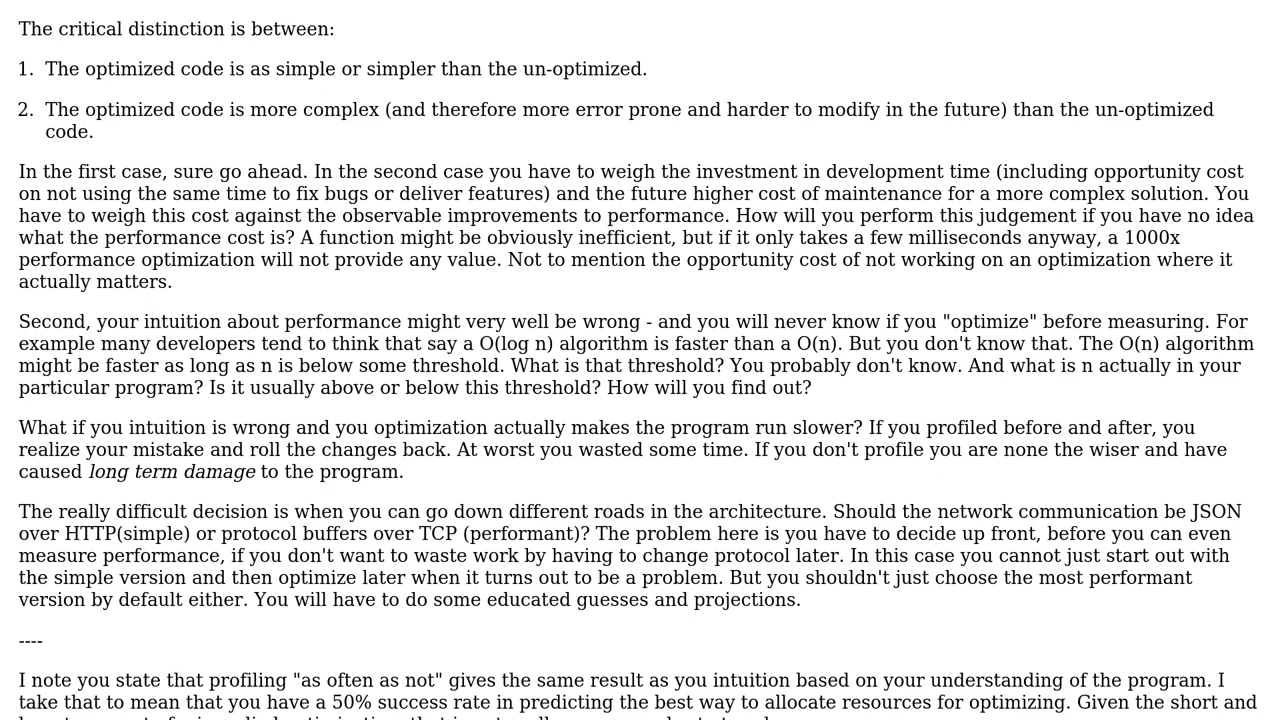 The critical distinction is between:
1. The optimized code is as simple or simpler than the un-optimized.
2. The optimized code is more complex (and therefore more error prone and harder to modify in the future) than the un-optimized
code.
In the first case, sure go ahead. In the second case you have to weigh the investment in development time (including opportunity cost
on not using the same time to fix bugs or deliver features) and the future higher cost of maintenance for a more complex solution. You
have to weigh this cost against the observable improvements to performance. How will you perform this judgement if you have no idea
what the performance cost is? A function might be obviously inefficient, but if it only takes a few milliseconds anyway, a 1000x
performance optimization will not provide any value. Not to mention the opportunity cost of not working on an optimization where it
actually matters.
Second, your intuition about performance might very well be wrong - and you will never know if you "optimize" before measuring. For
example many developers tend to think that say a O(log n) algorithm is faster than a O(n). But you don't know that. The O(n) algorithm
might be faster as long as n is below some threshold. What is that threshold? You probably don't know. And what is n actually in your
particular program? Is it usually above or below this threshold? How will you find out?
What if you intuition is wrong and you optimization actually makes the program run slower? If you profiled before and after, you
realize your mistake and roll the changes back. At worst you wasted some time. If you don't profile you are none the wiser and have
caused long term damage to the program.
The really difficult decision is when you can go down different roads in the architecture. Should the network communication be JSON
over HTTP(simple) or protocol buffers over TCP (performant)? The problem here is you have to decide up front, before you can even
measure performance, if you don't want to waste work by having to change protocol later. In this case you cannot just start out with
the simple version and then optimize later when it turns out to be a problem. But you shouldn't just choose the most performant
version by default either. You will have to do some educated guesses and projections.
----
I note you state that profiling "as often as not" gives the same result as you intuition based on your understanding of the program. I
take that to mean that you have a 50% success rate in predicting the best way to allocate resources for optimizing. Given the short and